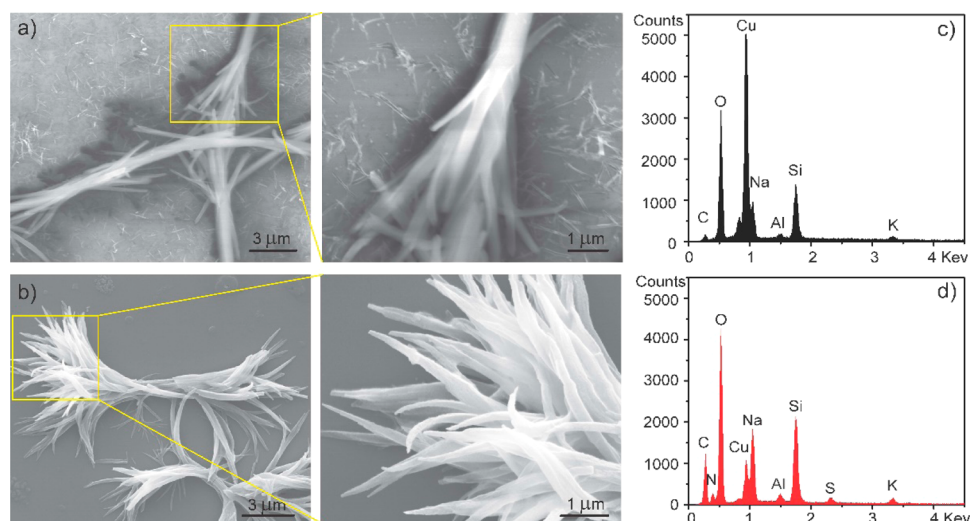 a)
3 µm
1 µm
c)
Counts
5000
4000
3000
2000
1000
0
C
O
Cu
Na
Al
Si
K
0 1 2 3 4 Kev
b)
3 µm
1 µm
d)
Counts
5000
4000
3000
2000
1000
0
C
N
O
Cu
Na
Al
Si
S
K
0 1 2 3 4 Kev